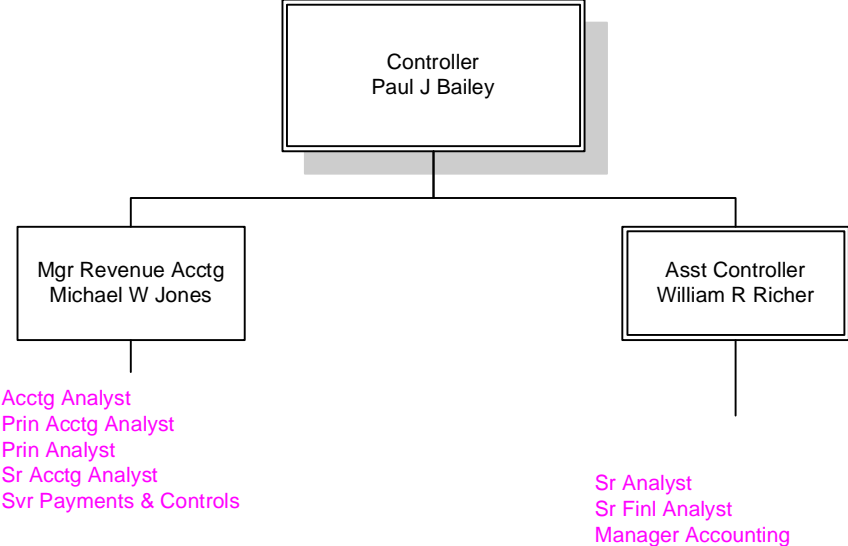 Controller
Paul J Bailey
Mgr Revenue Acctg
Michael W Jones
Asst Controller
William R Richer
Acctg Analyst
Prin Acctg Analyst
Prin Analyst
Sr Acctg Analyst
Svr Payments & Controls
Sr Analyst
Sr Finl Analyst
Manager Accounting